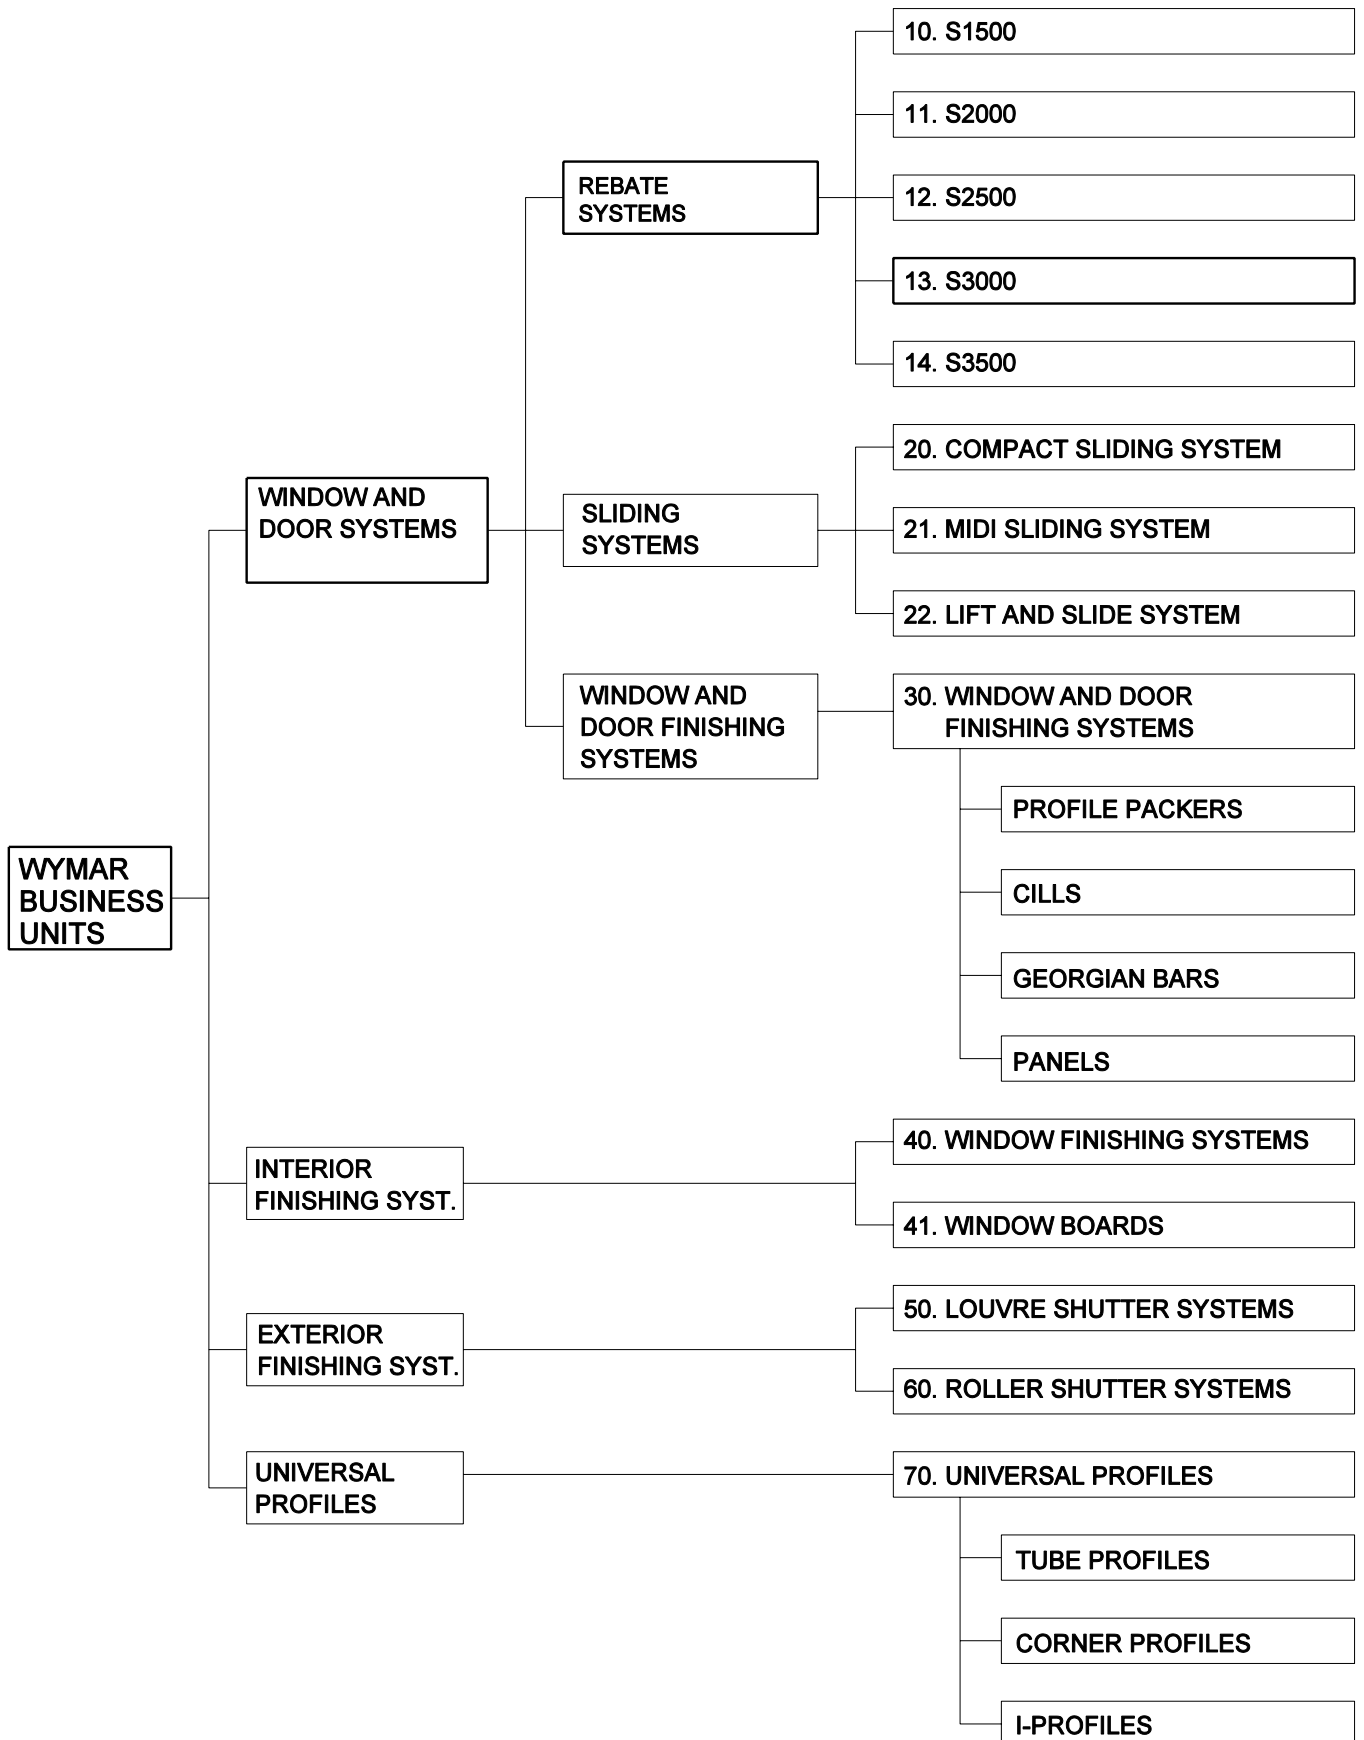 WYMAR
BUSINESS
UNITS
WINDOW AND
DOOR SYSTEMS
REBATE
SYSTEMS
10. S1500
11. S2000
12. S2500
13. S3000
14. S3500
SLIDING
SYSTEMS
20. COMPACT SLIDING SYSTEM
21. MIDI SLIDING SYSTEM
22. LIFT AND SLIDE SYSTEM
WINDOW AND
DOOR FINISHING
SYSTEMS
30. WINDOW AND DOOR
FINISHING SYSTEMS
PROFILE PACKERS
CILLS
GEORGIAN BARS
PANELS
INTERIOR
FINISHING SYST.
40. WINDOW FINISHING SYSTEMS
41. WINDOW BOARDS
EXTERIOR
FINISHING SYST.
50. LOUVRE SHUTTER SYSTEMS
60. ROLLER SHUTTER SYSTEMS
UNIVERSAL
PROFILES
70. UNIVERSAL PROFILES
TUBE PROFILES
CORNER PROFILES
I-PROFILES